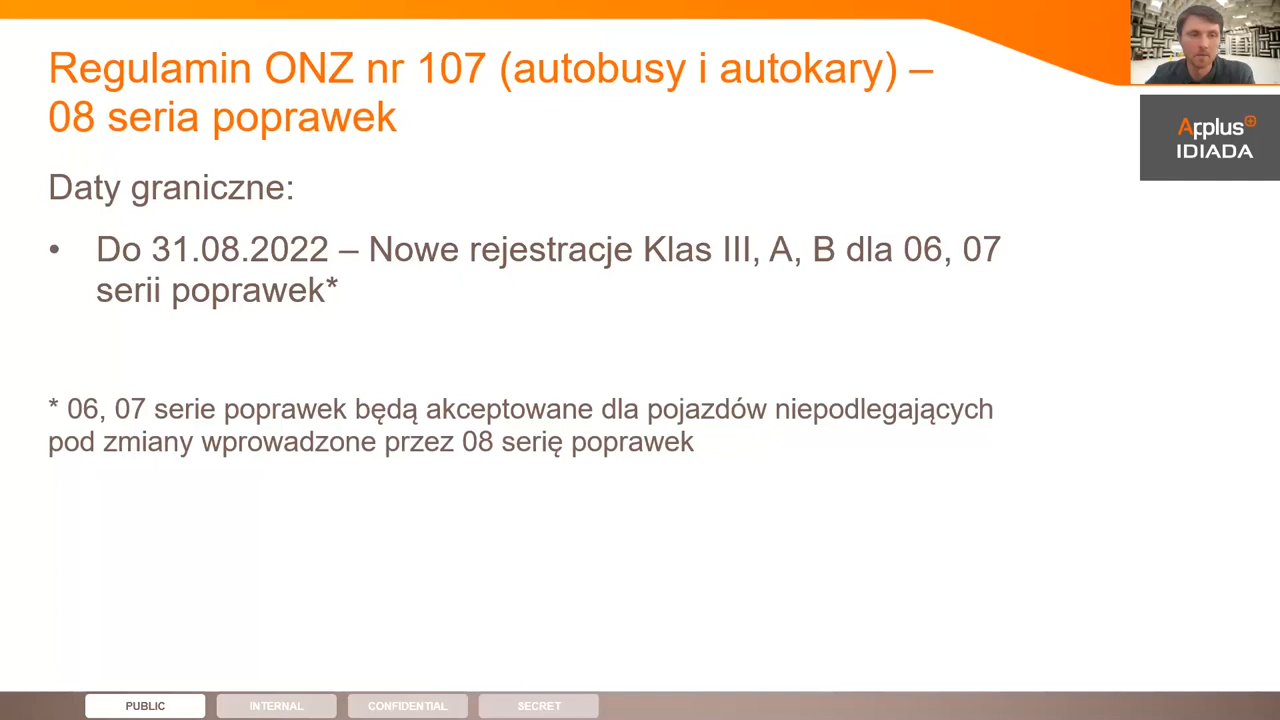 Regulamin ONZ nr 107 (autobusy i autokary) –
08 seria poprawek
Applus+
IDIADA
Daty graniczne:
• Do 31.08.2022 – Nowe rejestracje Klas III, A, B dla 06, 07
serii poprawek*
* 06, 07 serie poprawek będą akceptowane dla pojazdów niepodlegających
pod zmiany wprowadzone przez 08 serię poprawek
PUBLIC
INTERNAL
CONFIDENTIAL
SECRET